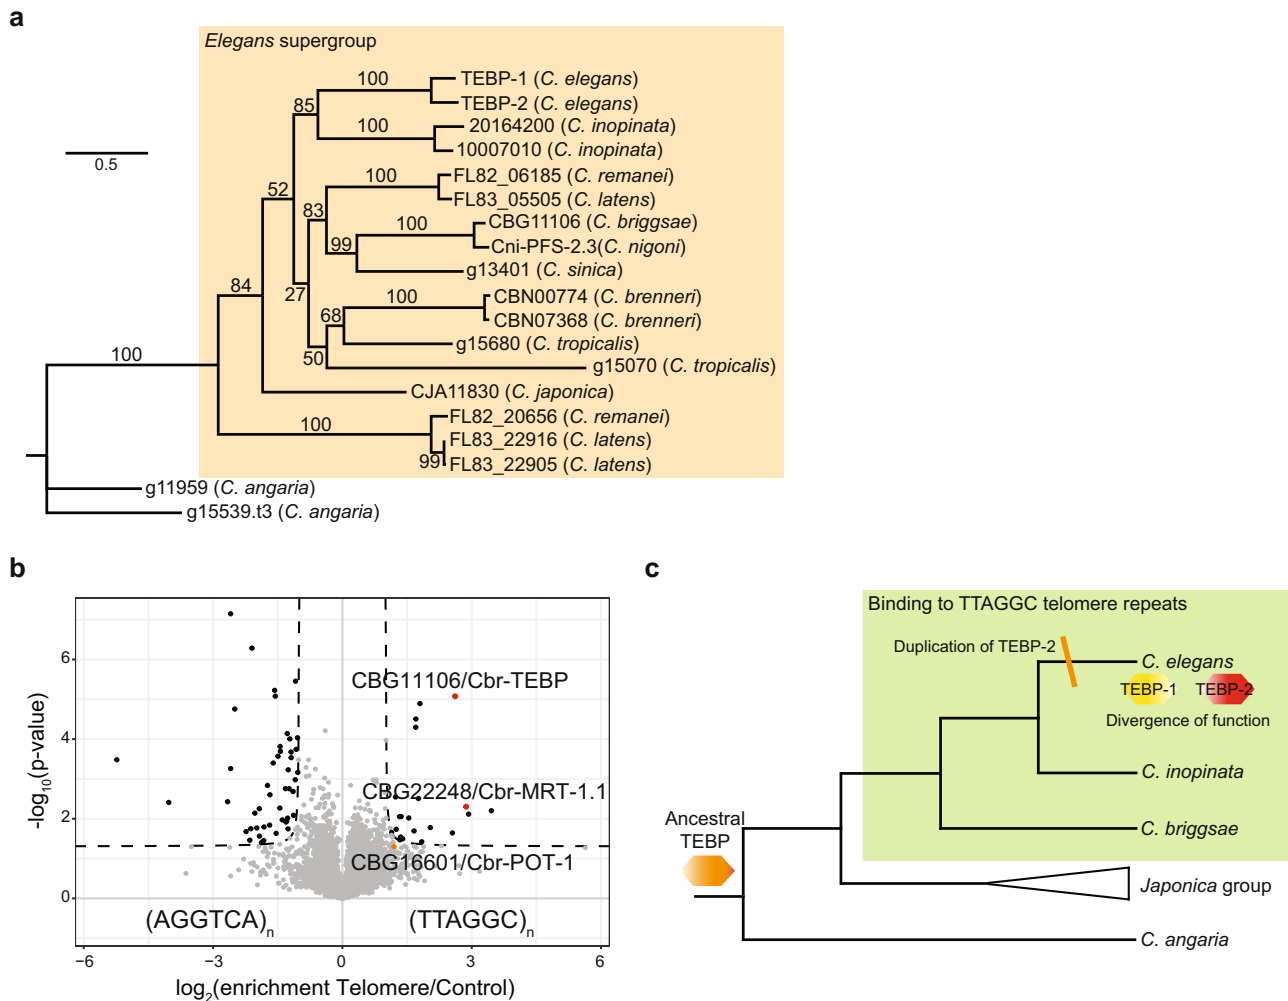 a
Elegans supergroup
100
TEBP-1 (C. elegans)
85
TEBP-2 (C. elegans)
100
20164200 (C. inopinata)
10007010 (C. inopinata)
0.5
100
FL82_06185 (C. remanei)
52
FL83_05505 (C. latens)
83
100
CBG11106 (C. briggsae)
99
Cni-PFS-2.3(C. nigoni)
g13401 (C. sinica)
84
27
100
CBN00774 (C. brenneri)
68
CBN07368 (C. brenneri)
g15680 (C. tropicalis)
50
g15070 (C. tropicalis)
100
CJA11830 (C. japonica)
100
FL82_20656 (C. remanei)
FL83_22916 (C. latens)
99
FL83_22905 (C. latens)
g11959 (C. angaria)
g15539.t3 (C. angaria)
b
-log10(p-value)
6
4
2
0
CBG11106/Cbr-TEBP
CBG22248/Cbr-MRT-1.1
CBG16601/Cbr-POT-1
(AGGTCA)n
(TTAGGC)n
−6
−3
0
3
6
log2(enrichment Telomere/Control)
c
Binding to TTAGGC telomere repeats
Duplication of TEBP-2
C. elegans
TEBP-1
TEBP-2
Divergence of function
C. inopinata
Ancestral
TEBP
C. briggsae
Japonica group
C. angaria